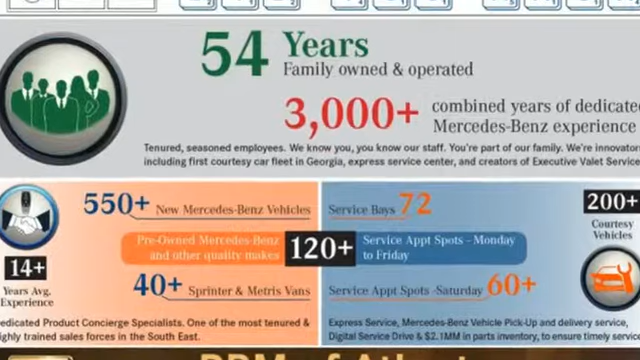 54 Years
Family owned & operated
3,000+ combined years of dedicated
Mercedes-Benz experience
Tenured, seasoned employees. We know you, you know our staff. You're part of our family. We're innovators
including first courtesy car fleet in Georgia, express service center, and creators of Executive Valet Service
550+ New Mercedes-Benz Vehicles
Pre-Owned Mercedes-Benz
and other quality makes
120+
40+ Sprinter & Metris Vans
14+
Years Avg.
Experience
edicated Product Concierge Specialists. One of the most tenured &
ighly trained sales forces in the South East.
Service Bays 72
Service Appt Spots - Monday
to Friday
Service Appt Spots -Saturday 60+
200+
Courtesy
Vehicles
Express Service, Mercedes-Benz Vehicle Pick-Up and delivery service,
Digital Service Drive & $2.1MM in parts inventory, to ensure timely servic